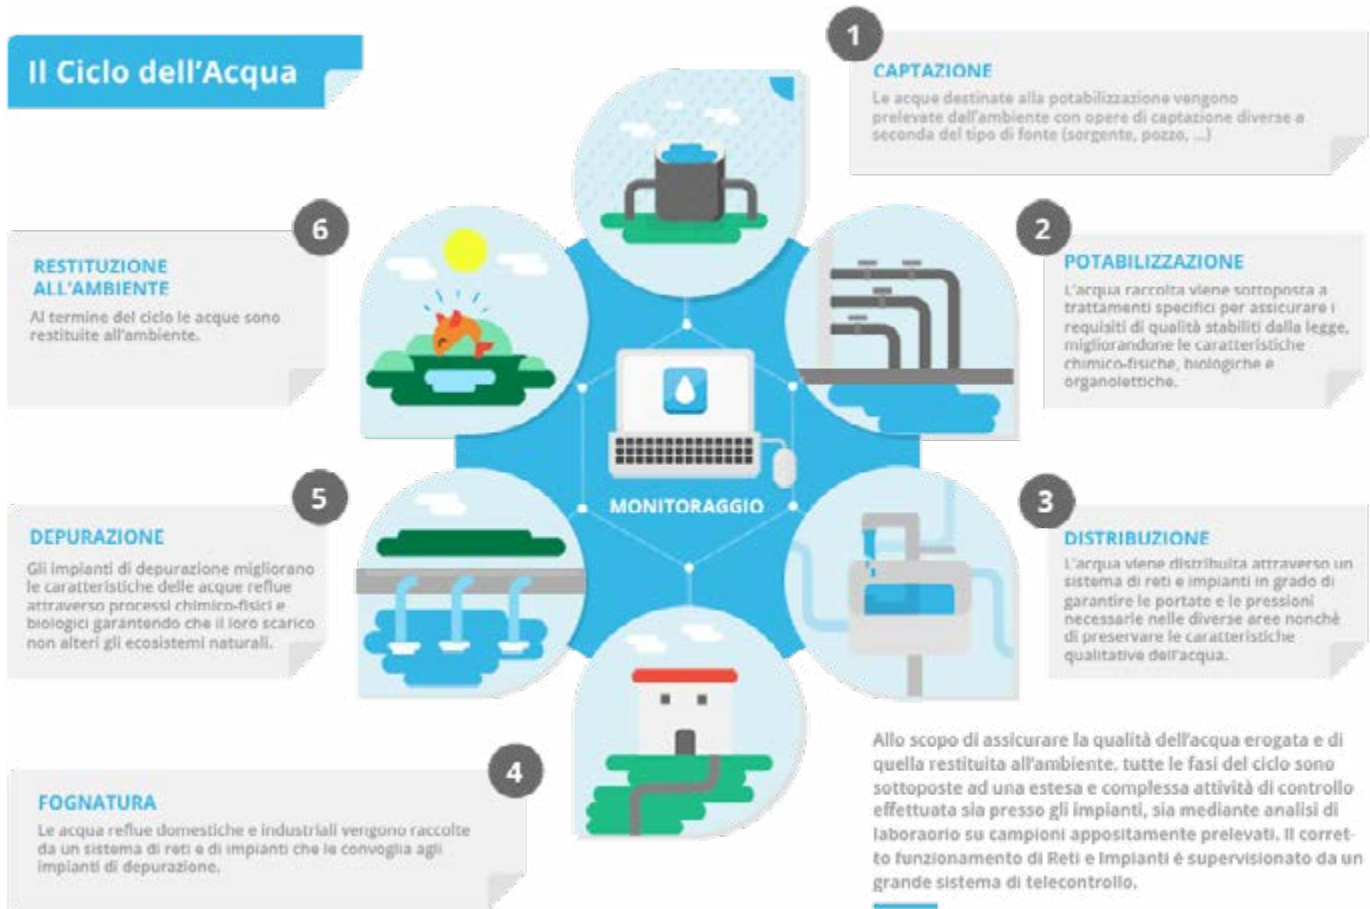 Il Ciclo dell'Acqua
1
CAPTAZIONE
Le acque destinate alla potabilizzazione vengono
prelevate dall'ambiente con opere di captazione diverse a
seconda del tipo di fonte (sorgente, pozzo, ...)
2
POTABILIZZAZIONE
L'acqua raccolta viene sottoposta a
trattamenti specifici per assicurare i
requisiti di qualità stabiliti dalla legge,
migliorandone le caratteristiche
chimico-fisiche, biologiche e
organolettiche.
3
DISTRIBUZIONE
L'acqua viene distribuita attraverso un
sistema di reti e impianti in grado di
garantire le portate e le pressioni
necessarie nelle diverse aree nonchè
di preservare le caratteristiche
qualitative dell'acqua.
4
FOGNATURA
Le acqua reflue domestiche e industriali vengono raccolte
da un sistema di reti e di impianti che le convoglia agli
impianti di depurazione.
5
DEPURAZIONE
Gli impianti di depurazione migliorano
le caratteristiche delle acque reflue
attraverso processi chimico-fisici e
biologici garantendo che il loro scarico
non alteri gli ecosistemi naturali.
6
RESTITUZIONE
ALL'AMBIENTE
Al termine del ciclo le acque sono
restituite all'ambiente.
MONITORAGGIO
Allo scopo di assicurare la qualità dell'acqua erogata e di
quella restituita all'ambiente, tutte le fasi del ciclo sono
sottoposte ad una estesa e complessa attività di controllo
effettuata sia presso gli impianti, sia mediante analisi di
laboraorio su campioni appositamente prelevati. Il corret-
to funzionamento di Reti e Impianti è supervisionato da un
grande sistema di telecontrollo.